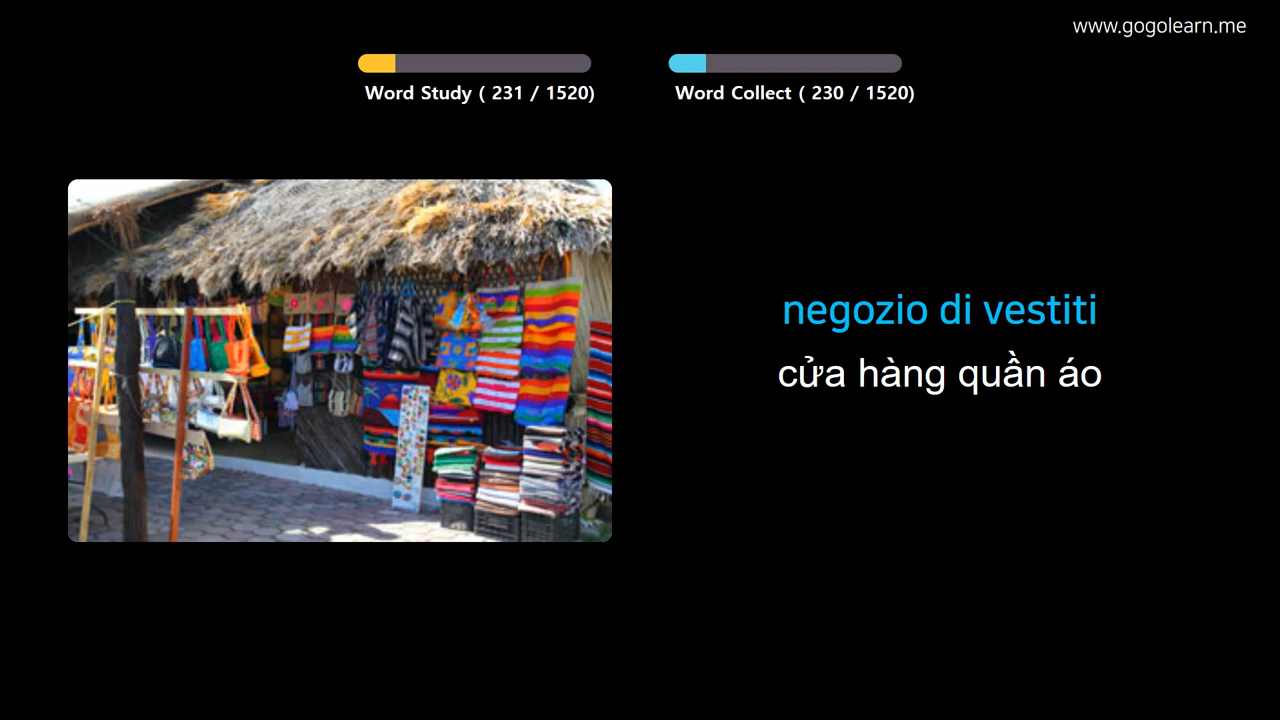 www.gogolearn.me
Word Study ( 231 / 1520)
Word Collect ( 230 / 1520)
negozio di vestiti
cửa hàng quần áo